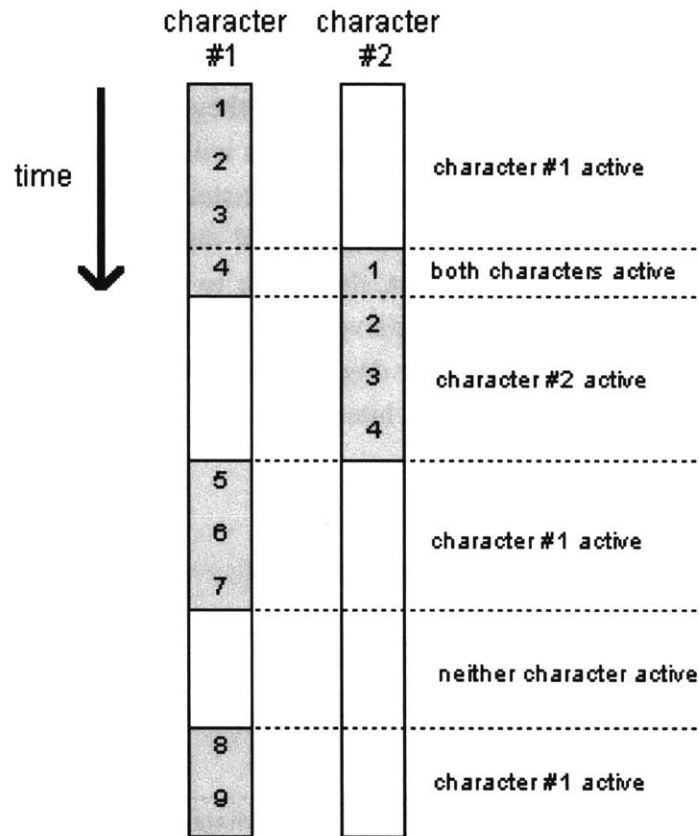 character character
#1 #2
1
2
character #1 active
time
3
4 1 both characters active
2
3 character #2 active
4
5
6
character #1 active
7
neither character active
8
9 character #1 active